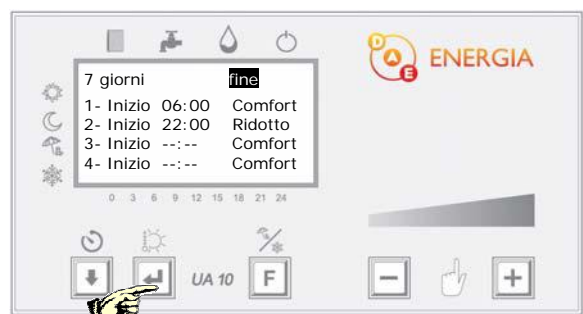 D A E ENERGIA
7 giorni fine
1- Inizio 06:00 Comfort
2- Inizio 22:00 Ridotto
3- Inizio --:-- Comfort
4- Inizio --:-- Comfort
0 3 6 9 12 15 18 21 24
UA 10 F